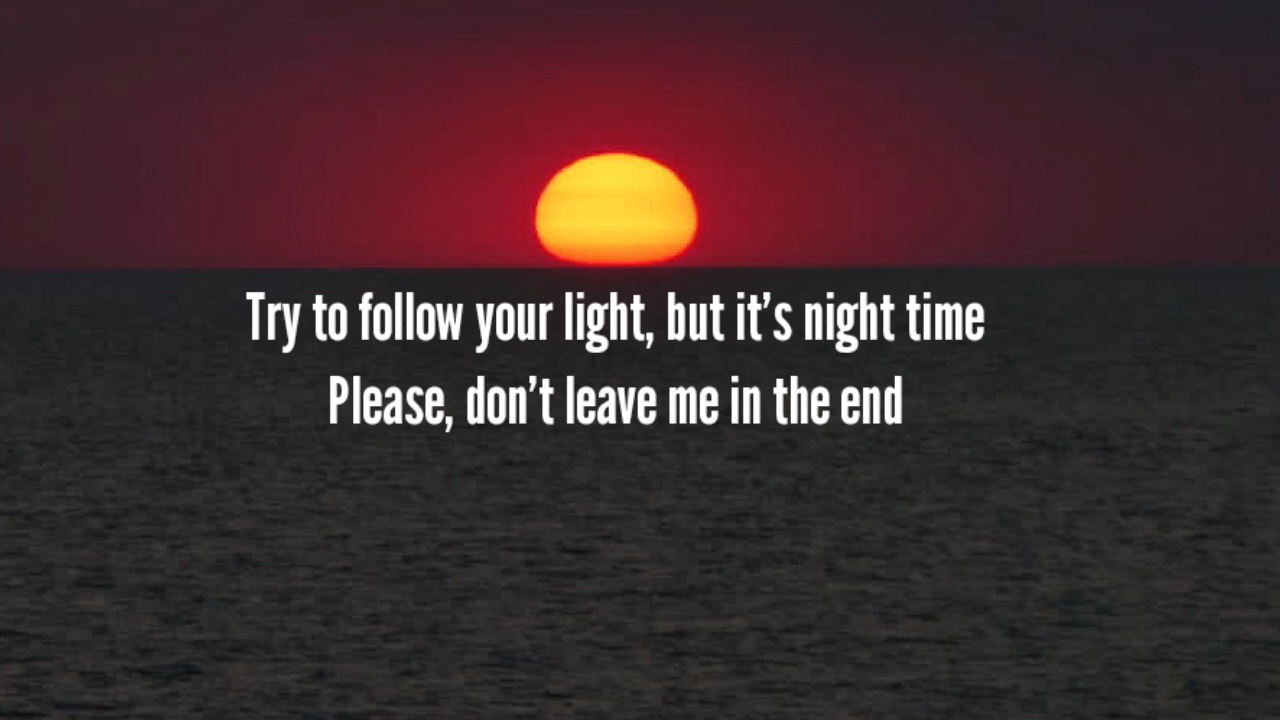 Try to follow your light, but it’s night time
Please, don’t leave me in the end